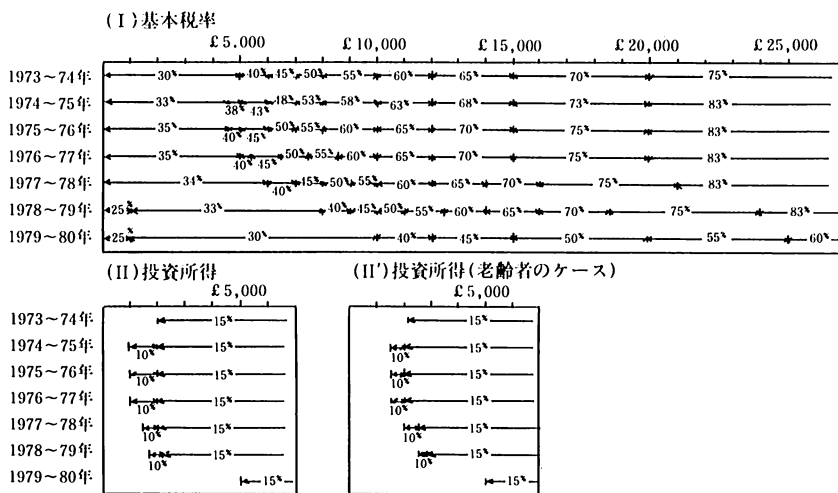 (I)基本税率
£5,000 £10,000 £15,000 £20,000 £25,000
1973~74年 30% 40% 45% 50% 55% 60% 65% 70% 75%
1974~75年 33% 38% 43% 48% 53% 58% 63% 68% 73% 83%
1975~76年 35% 40% 45% 50% 55% 60% 65% 70% 75% 83%
1976~77年 35% 40% 45% 50% 55% 60% 65% 70% 75% 83%
1977~78年 34% 40% 45% 50% 55% 60% 65% 70% 75% 83%
1978~79年 25% 33% 40% 45% 50% 55% 60% 65% 70% 75% 83%
1979~80年 25% 30% 40% 45% 50% 55% 60%
(II)投資所得 (II')投資所得(老齢者のケース)
£5,000 £5,000
1973~74年 15% 15%
1974~75年 10% 15% 10% 15%
1975~76年 10% 15% 10% 15%
1976~77年 10% 15% 10% 15%
1977~78年 10% 15% 10% 15%
1978~79年 10% 15% 10% 15%
1979~80年 15% 15%